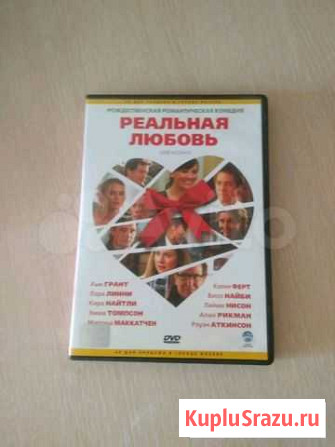 РОЖДЕСТВЕНСКАЯ РОМАНТИЧЕСКАЯ КОМЕДИЯ
РЕАЛЬНАЯ
ЛЮБОВЬ
Хью ГРАНТ
Лора ЛИННИ
Кира НАЙТЛИ
Эмма ТОМПСОН
Мартин МАККАТЧЕН
Колин ФЕРТ
Билл НАЙИ
Лайам НИСОН
Алан РИКМАН
Роуэн АТКИНСОН
DVD
KupluSrazu.ru